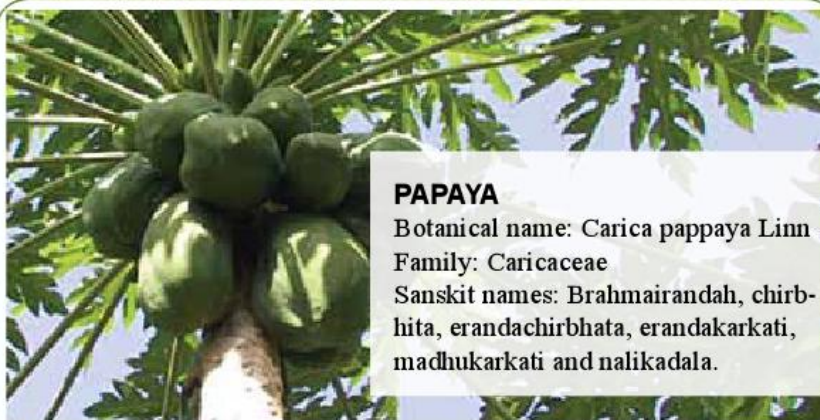 PAPAYA
Botanical name: Carica pappaya Linn
Family: Caricaceae
Sanskit names: Brahmairandah, chirb-
hita, erandachirbhata, erandakarkati,
madhukarkati and nalikadala.